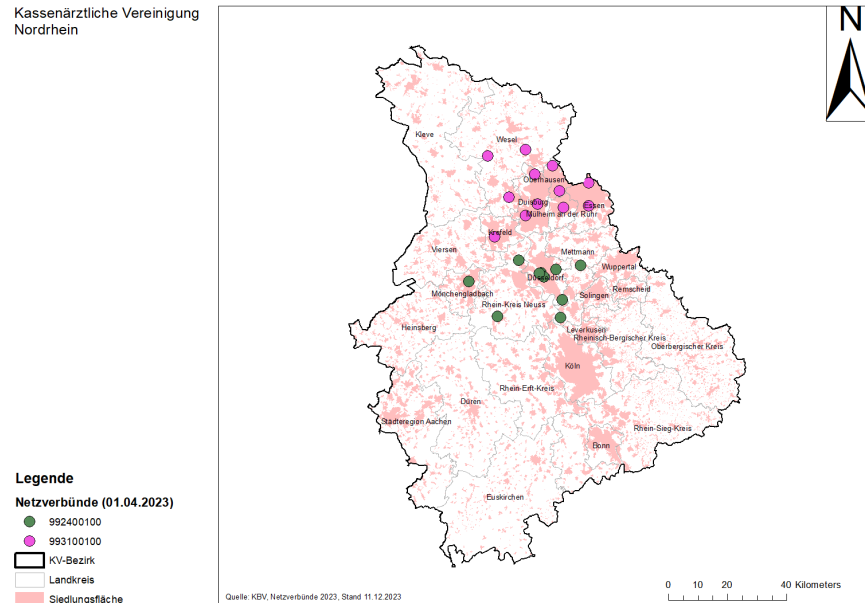 Kassenärztliche Vereinigung
Nordrhein
N
Kleve
Wesel
Oberhausen
Duisburg
Essen
Mülheim an der Ruhr
Krefeld
Viersen
Mettmann
Wuppertal
Düsseldorf
Mönchengladbach
Remscheid
Solingen
Rhein-Kreis Neuss
Heinsberg
Leverkusen
Rheinisch-Bergischer Kreis
Oberbergischer Kreis
Köln
Rhein-Erft-Kreis
Düren
Städteregion Aachen
Rhein-Sieg-Kreis
Bonn
Euskirchen
Legende
Netzverbünde (01.04.2023)
992400100
993100100
KV-Bezirk
Landkreis
Siedlungsfläche
Quelle: KBV, Netzverbünde 2023, Stand 11.12.2023
0 10 20 40 Kilometers